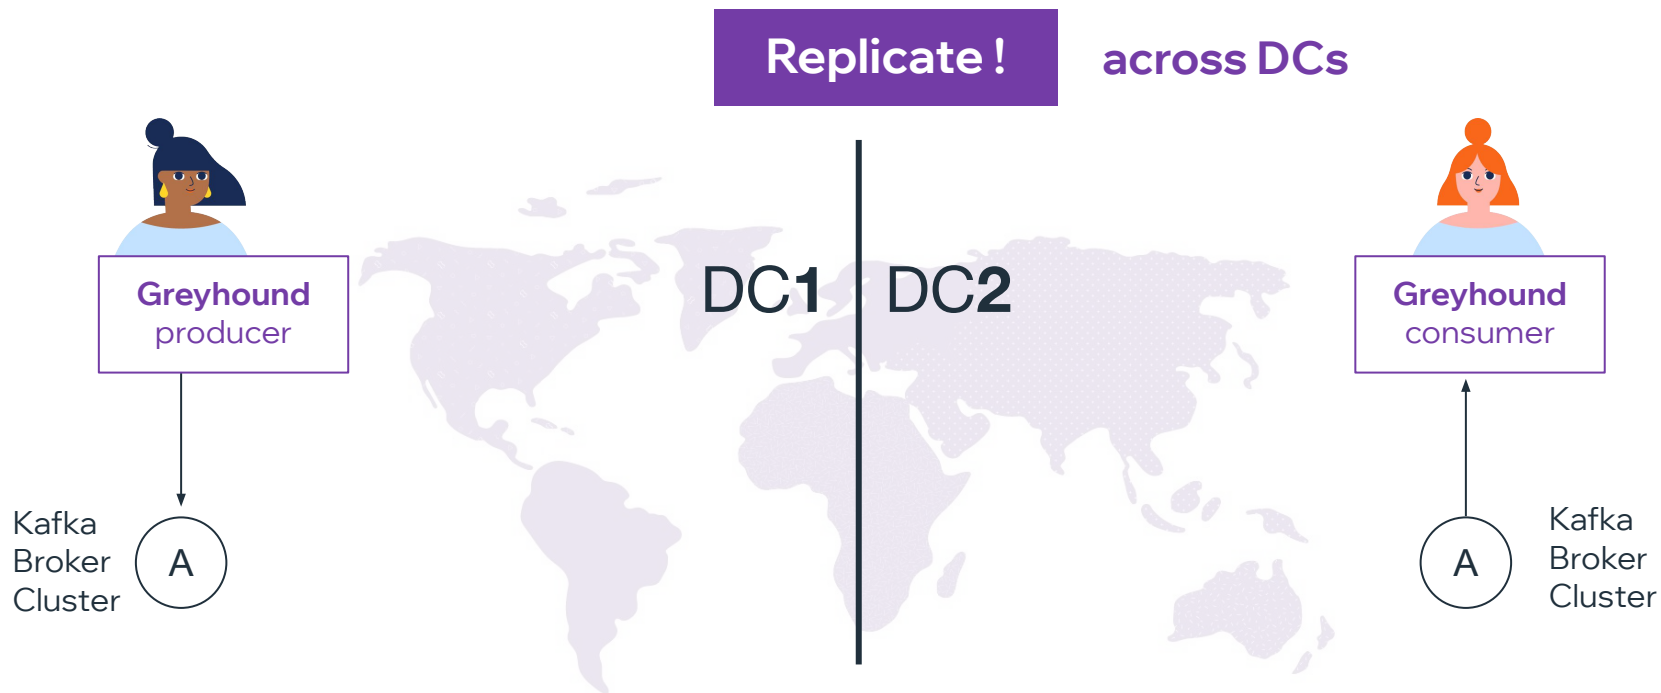 Replicate ! across DCs
DC1 DC2
Greyhound
producer
Kafka
Broker
Cluster
A
Greyhound
consumer
A
Kafka
Broker
Cluster